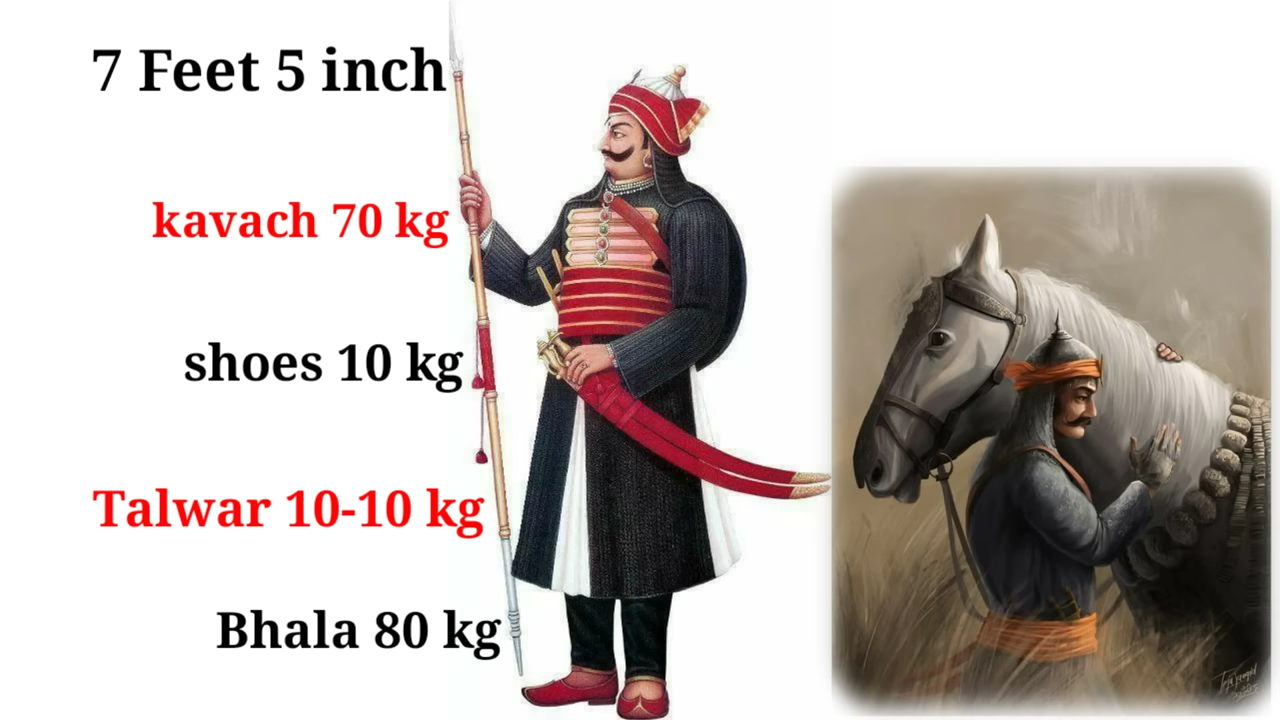 7 Feet 5 inch
kavach 70 kg
shoes 10 kg
Talwar 10-10 kg
Bhala 80 kg